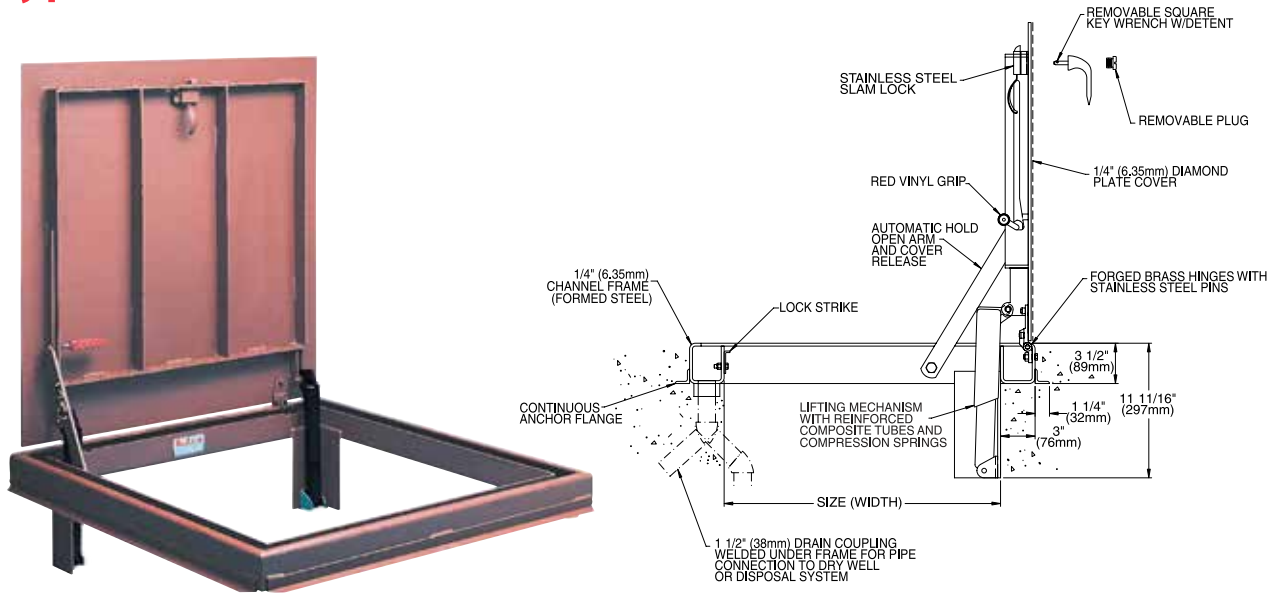 REMOVABLE SQUARE
KEY WRENCH W/DETENT
STAINLESS STEEL
SLAM LOCK
REMOVABLE PLUG
1/4" (6.35mm) DIAMOND
PLATE COVER
RED VINYL GRIP
AUTOMATIC HOLD
OPEN ARM
AND COVER
RELEASE
1/4" (6.35mm)
CHANNEL FRAME
(FORMED STEEL)
FORGED BRASS HINGES WITH
STAINLESS STEEL PINS
LOCK STRIKE
3 1/2"
(89mm)
11 11/16"
(297mm)
CONTINUOUS
ANCHOR FLANGE
LIFTING MECHANISM
WITH REINFORCED
COMPOSITE TUBES AND
COMPRESSION SPRINGS
1 1/4"
(32mm)
3"
(76mm)
SIZE (WIDTH)
1 1/2" (38mm) DRAIN COUPLING
WELDED UNDER FRAME FOR PIPE
CONNECTION TO DRY WELL
OR DISPOSAL SYSTEM